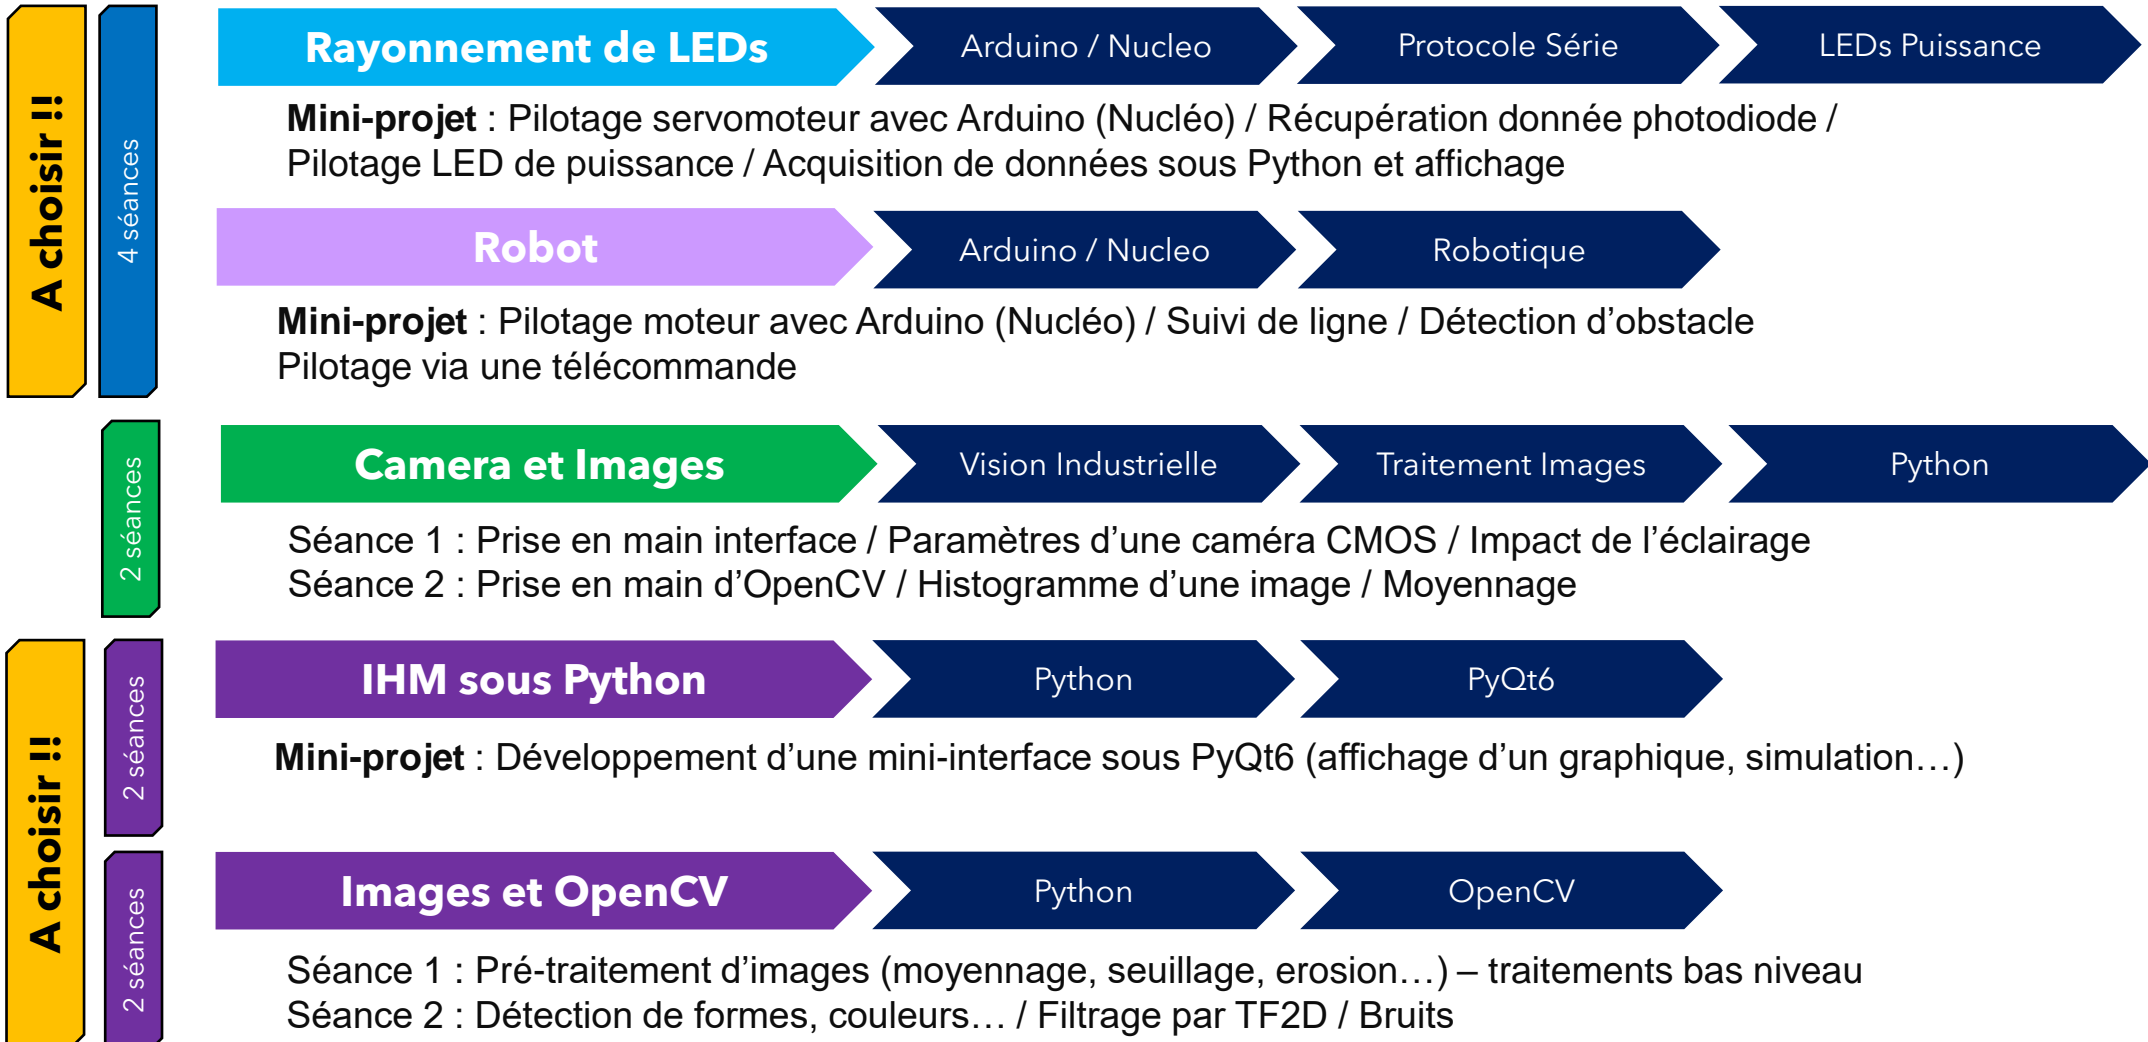 A choisir !!
4 séances
Rayonnement de LEDs
Arduino / Nucleo
Protocole Série
LEDs Puissance
Mini-projet : Pilotage servomoteur avec Arduino (Nucléo) / Récupération donnée photodiode /
Pilotage LED de puissance / Acquisition de données sous Python et affichage
Robot
Arduino / Nucleo
Robotique
Mini-projet : Pilotage moteur avec Arduino (Nucléo) / Suivi de ligne / Détection d’obstacle
Pilotage via une télécommande
2 séances
Camera et Images
Vision Industrielle
Traitement Images
Python
Séance 1 : Prise en main interface / Paramètres d’une caméra CMOS / Impact de l’éclairage
Séance 2 : Prise en main d’OpenCV / Histogramme d’une image / Moyennage
A choisir !!
2 séances
IHM sous Python
Python
PyQt6
Mini-projet : Développement d’une mini-interface sous PyQt6 (affichage d’un graphique, simulation…)
2 séances
Images et OpenCV
Python
OpenCV
Séance 1 : Pré-traitement d’images (moyennage, seuillage, erosion…) – traitements bas niveau
Séance 2 : Détection de formes, couleurs… / Filtrage par TF2D / Bruits